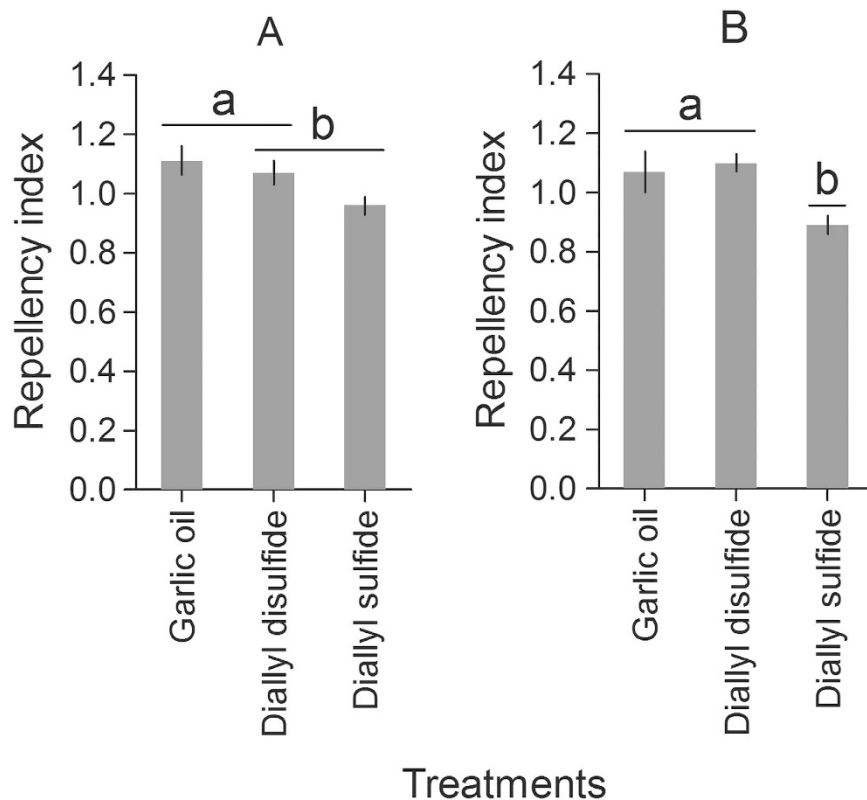 A
Repellency index
1.4
1.2
1.0
0.8
0.6
0.4
0.2
0.0
a
b
Garlic oil
Diallyl disulfide
Diallyl sulfide
B
Repellency index
1.4
1.2
1.0
0.8
0.6
0.4
0.2
0.0
a
b
Garlic oil
Diallyl disulfide
Diallyl sulfide
Treatments